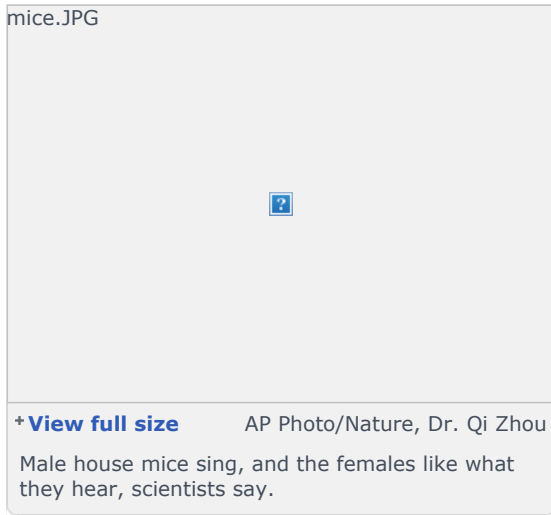 mice.JPG
?
+View full size AP Photo/Nature, Dr. Qi Zhou
Male house mice sing, and the females like what
they hear, scientists say.